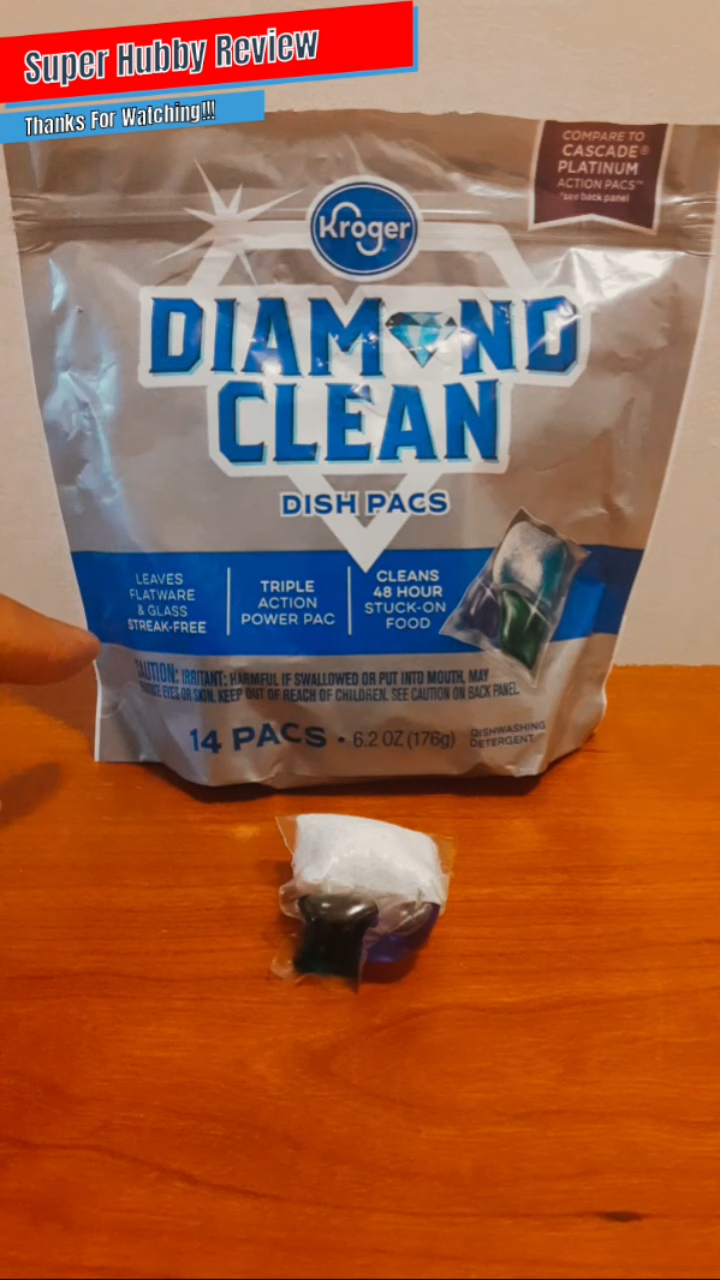 Super Hubby Review
Thanks For Watching!!!
COMPARE TO
CASCADE®
PLATINUM
ACTION PACS™
*see back panel
Kroger
DIAMOND
CLEAN
DISH PACS
LEAVES
FLATWARE
& GLASS
STREAK-FREE
TRIPLE
ACTION
POWER PAC
CLEANS
48 HOUR
STUCK-ON
FOOD
CAUTION: IRRITANT: HARMFUL IF SWALLOWED OR PUT INTO MOUTH, MAY
IRRITATE EYES OR SKIN. KEEP OUT OF REACH OF CHILDREN. SEE CAUTION ON BACK PANEL.
14 PACS • 6.2 OZ (176g)
DISHWASHING
DETERGENT